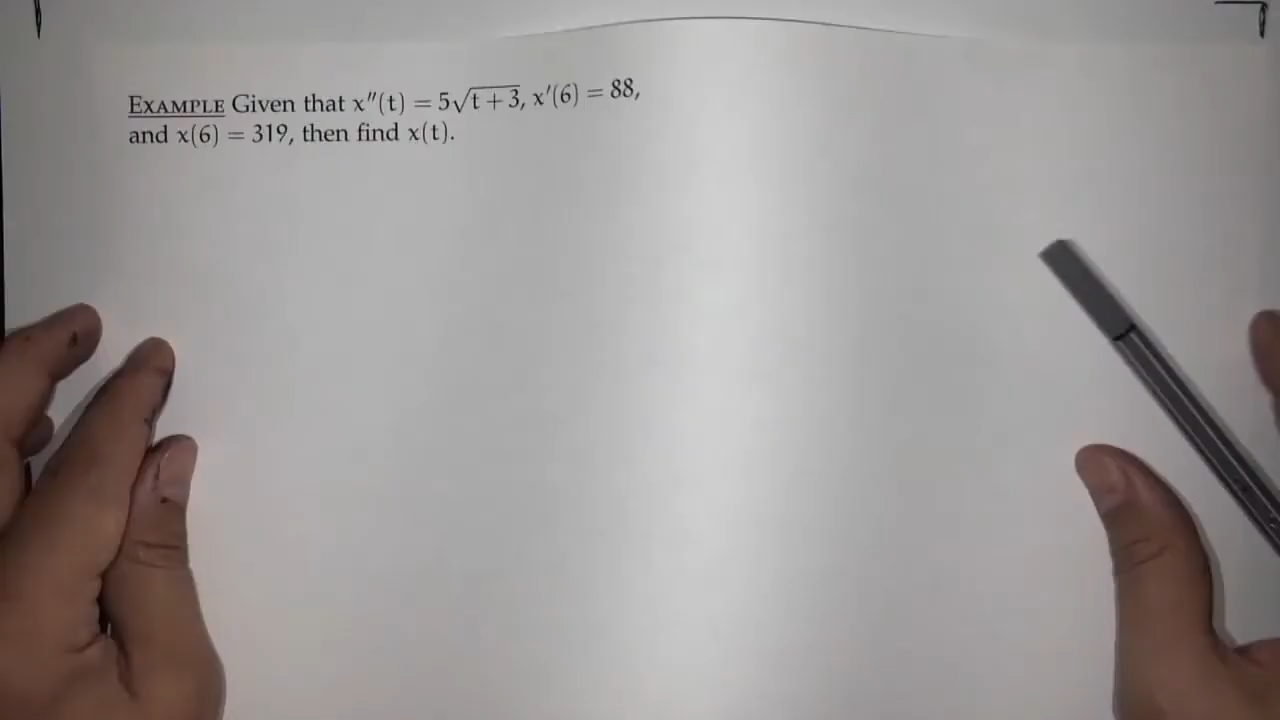 EXAMPLE Given that x″(t) = 5√(t + 3), x′(6) = 88,
and x(6) = 319, then find x(t).